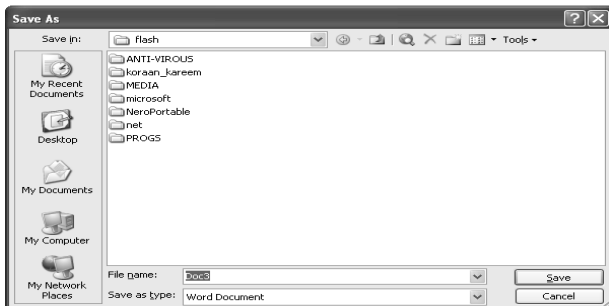 Save As
Save in: flash Tools
My Recent Documents
Desktop
My Documents
My Computer
My Network Places
ANTI-VIROUS
koraan_kareem
MEDIA
microsoft
NeroPortable
net
PROGS
File name: Doc3 Save
Save as type: Word Document Cancel